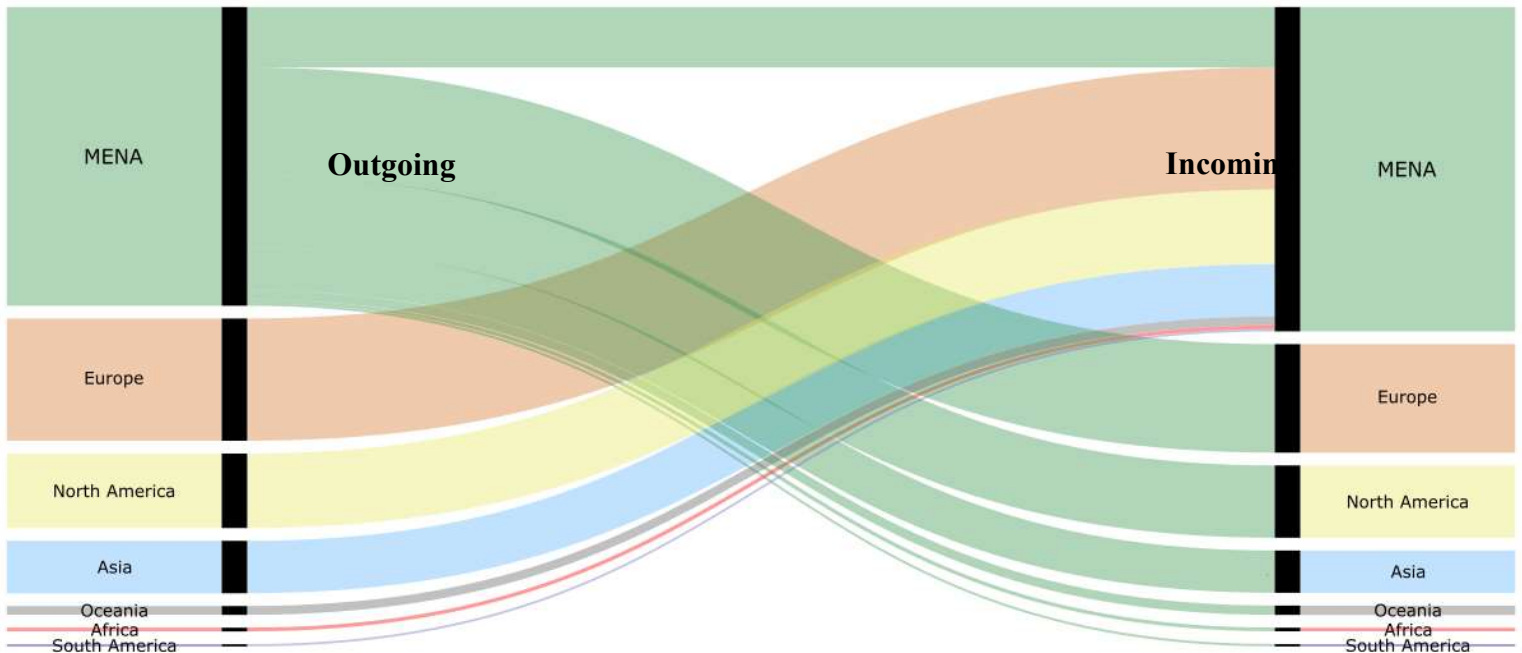 MENA
Europe
North America
Asia
Oceania
Africa
South America
Outgoing
Incomin
MENA
Europe
North America
Asia
Oceania
Africa
South America